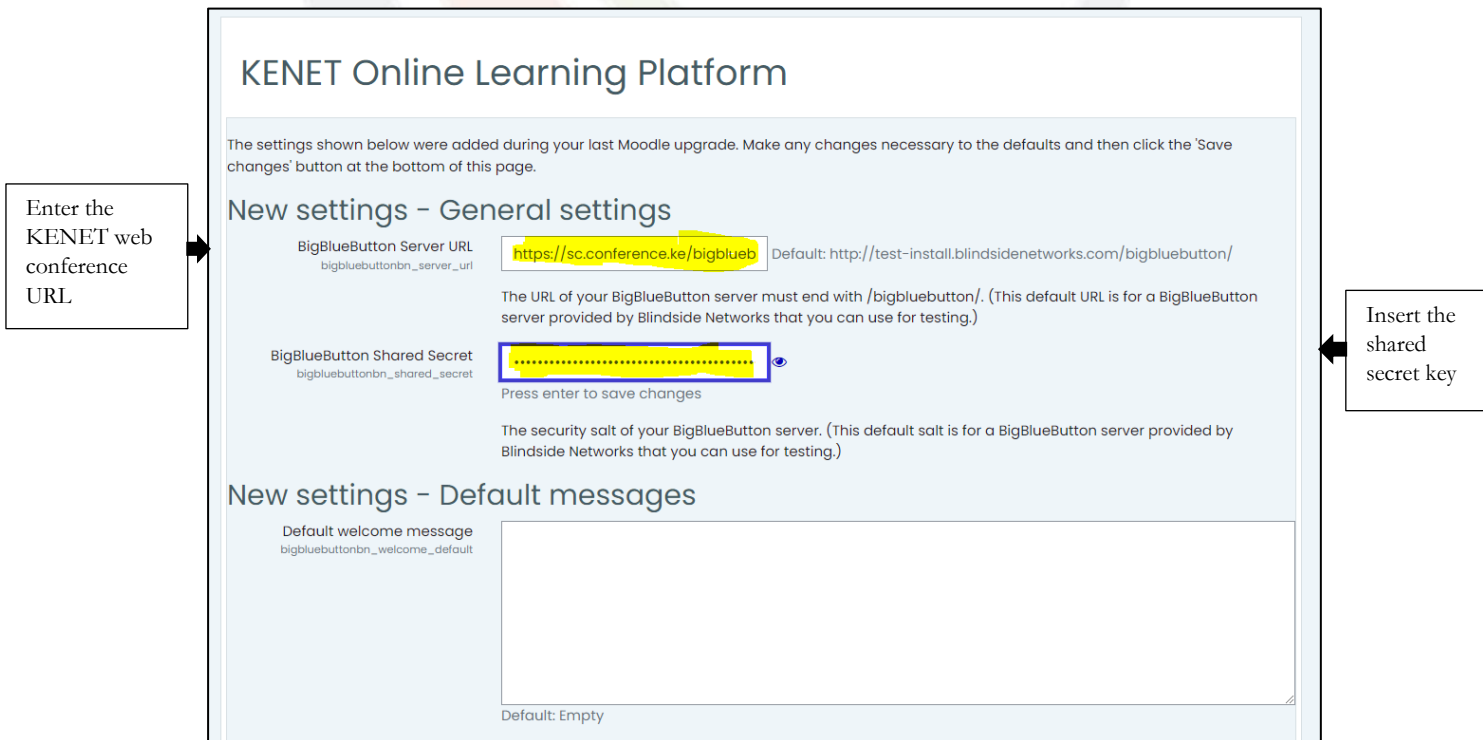 KENET Online Learning Platform
The settings shown below were added during your last Moodle upgrade. Make any changes necessary to the defaults and then click the 'Save
changes' button at the bottom of this page.
Enter the
KENET web
conference
URL
New settings - General settings
BigBlueButton Server URL
bigbluebuttonbn_server_url
https://sc.conference.ke/bigblueb
Default: http://test-install.blindsidenetworks.com/bigbluebutton/
The URL of your BigBlueButton server must end with /bigbluebutton/. (This default URL is for a BigBlueButton
server provided by Blindside Networks that you can use for testing.)
Insert the
shared
secret key
BigBlueButton Shared Secret
bigbluebuttonbn_shared_secret
Press enter to save changes
The security salt of your BigBlueButton server. (This default salt is for a BigBlueButton server provided by
Blindside Networks that you can use for testing.)
New settings - Default messages
Default welcome message
bigbluebuttonbn_welcome_default
Default: Empty